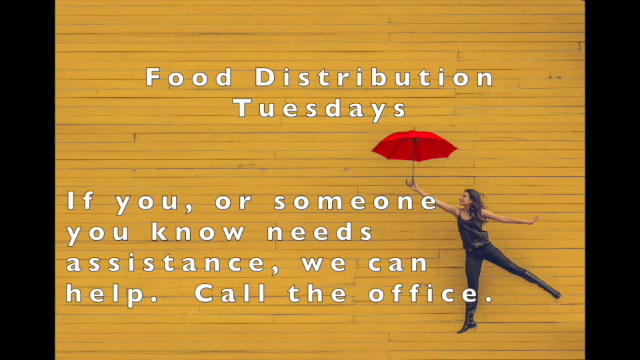 Food Distribution
Tuesdays
If you, or someone
you know needs
assistance, we can
help.  Call the office.